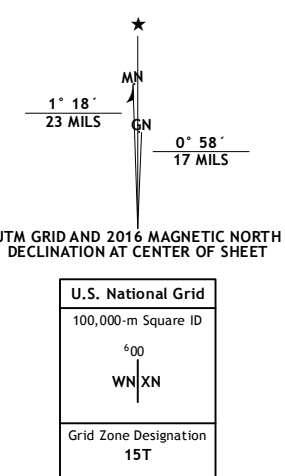 ★
MN
1° 18´
23 MILS
GN
0° 58´
17 MILS
UTM GRID AND 2016 MAGNETIC NORTH
DECLINATION AT CENTER OF SHEET
U.S. National Grid
100,000-m Square ID
⁶00
WN XN
Grid Zone Designation
15T